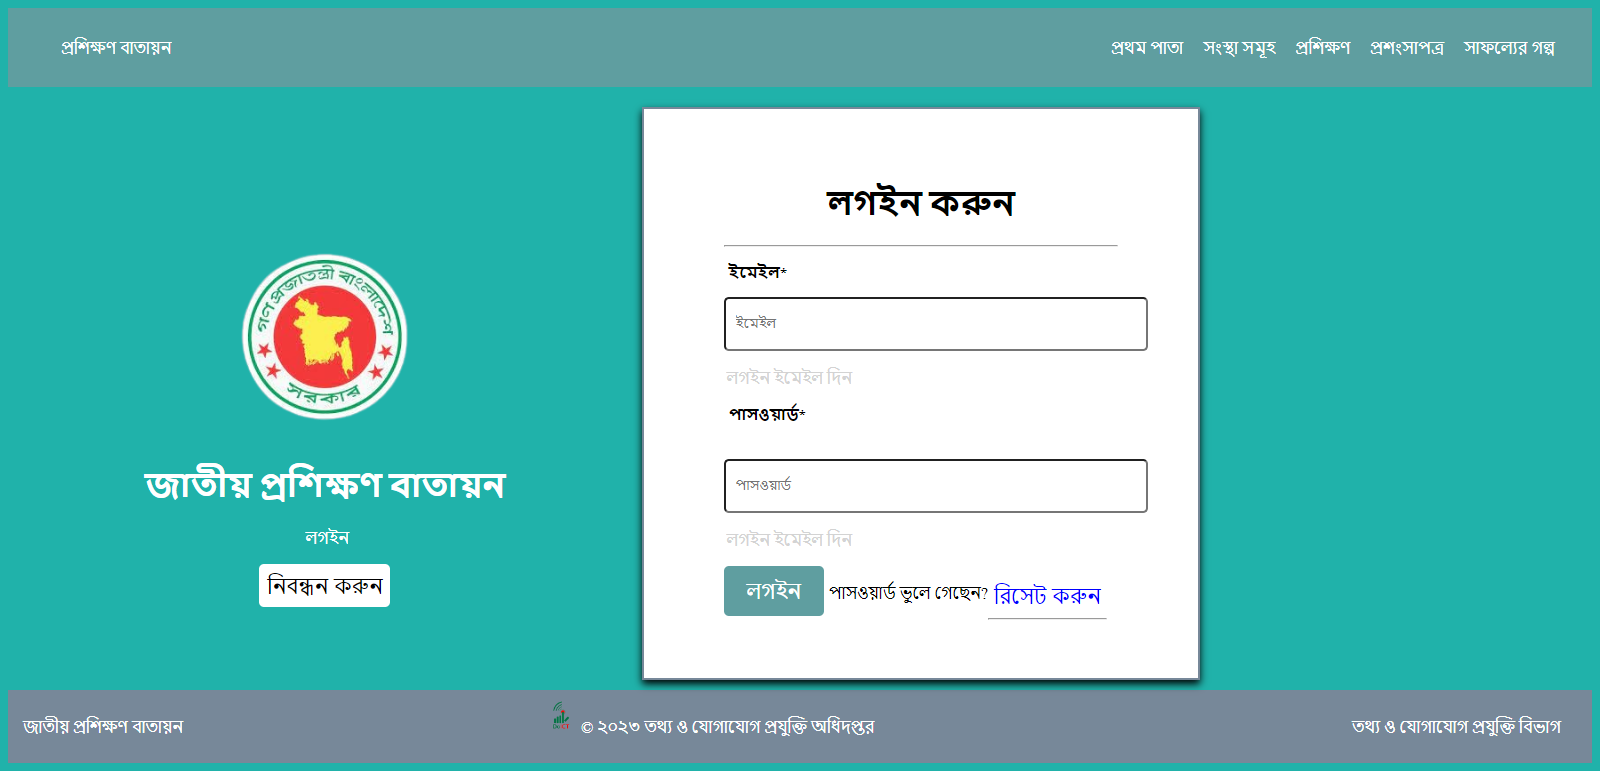 প্রশিক্ষণ বাতায়ন
প্রথম পাতা সংস্থা সমূহ প্রশিক্ষণ প্রশংসাপত্র সাফল্যের গল্প
গণপ্রজাতন্ত্রী বাংলাদেশ
সরকার
জাতীয় প্রশিক্ষণ বাতায়ন
লগইন
নিবন্ধন করুন
লগইন করুন
ইমেইল*
ইমেইল
লগইন ইমেইল দিন
পাসওয়ার্ড*
পাসওয়ার্ড
লগইন ইমেইল দিন
লগইন পাসওয়ার্ড ভুলে গেছেন? রিসেট করুন
জাতীয় প্রশিক্ষণ বাতায়ন
© ২০২৩ তথ্য ও যোগাযোগ প্রযুক্তি অধিদপ্তর
তথ্য ও যোগাযোগ প্রযুক্তি বিভাগ